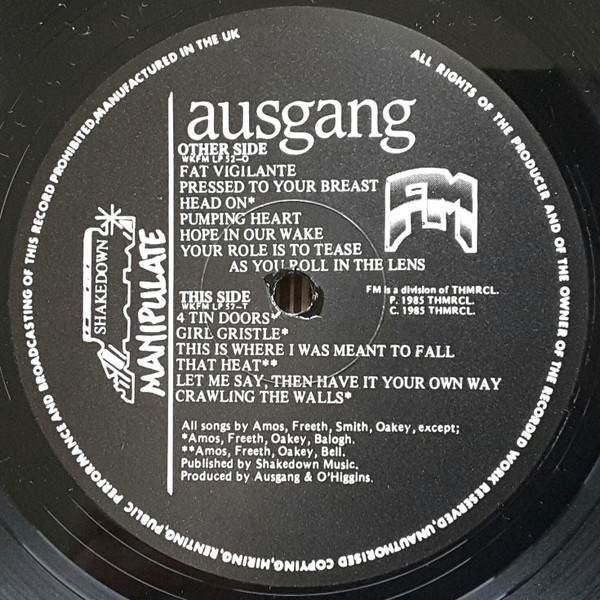 MANUFACTURED IN THE UK
ALL RIGHTS OF THE PRODUCER AND OF THE OWNER OF THE RECORDED WORK RESERVED,UNAUTHORISED COPYING,HIRING,RENTING,PUBLIC PERFORMANCE AND BROADCASTING OF THIS RECORD PROHIBITED,
ausgang
OTHER SIDE
WKFM LP 52–O
FAT VIGILANTE
PRESSED TO YOUR BREAST
HEAD ON*
PUMPING HEART
HOPE IN OUR WAKE
YOUR ROLE IS TO TEASE
AS YOU ROLL IN THE LENS
FM
FM is a division of THMRCL.
P. 1985 THMRCL.
C. 1985 THMRCL.
SHAKEDOWN
MANIPULATE
THIS SIDE
WKFM LP 52–T
4 TIN DOORS
GIRL GRISTLE*
THIS IS WHERE I WAS MEANT TO FALL
THAT HEAT**
LET ME SAY, THEN HAVE IT YOUR OWN WAY
CRAWLING THE WALLS*
All songs by Amos, Freeth, Smith, Oakey, except;
*Amos, Freeth, Oakey, Balogh.
**Amos, Freeth, Oakey, Bell.
Published by Shakedown Music.
Produced by Ausgang & O'Higgins.